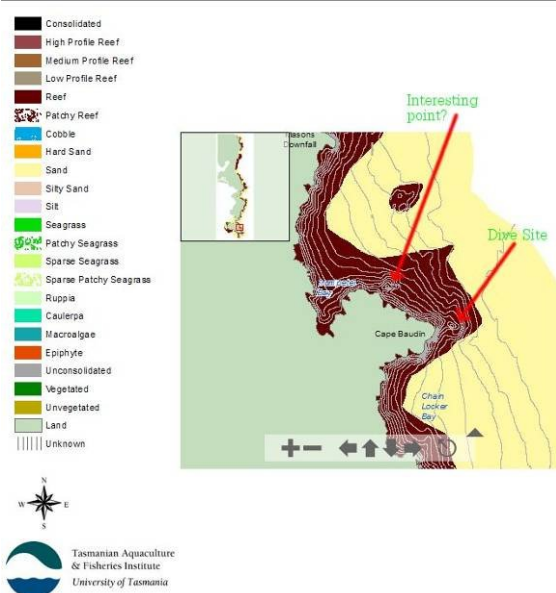 Consolidated
High Profile Reef
Medium Profile Reef
Low Profile Reef
Reef
Patchy Reef
Cobble
Hard Sand
Sand
Silty Sand
Silt
Seagrass
Patchy Seagrass
Sparse Seagrass
Sparse Patchy Seagrass
Ruppia
Caulerpa
Macroalgae
Epiphyte
Unconsolidated
Vegetated
Unvegetated
Land
Unknown
Interesting
point?
Masons
Downfall
Dive Site
Bay
Cape Baudin
Chain
Locker
Bay
N
W E
S
Tasmanian Aquaculture
& Fisheries Institute
University of Tasmania